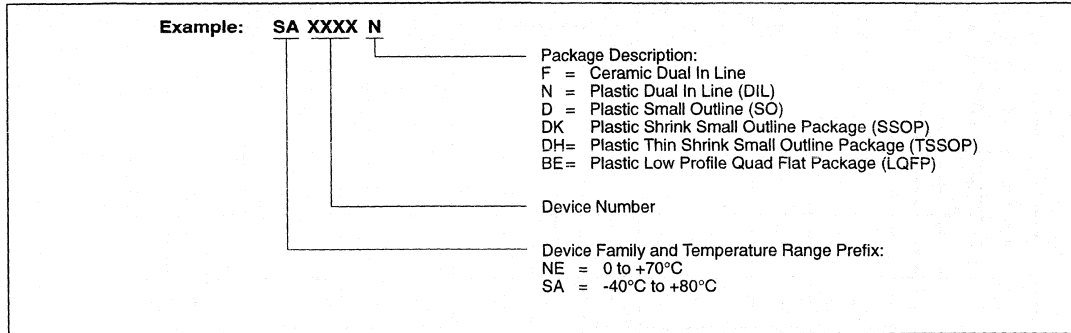 Example: SA XXXX N
Package Description:
F = Ceramic Dual In Line
N = Plastic Dual In Line (DIL)
D = Plastic Small Outline (SO)
DK Plastic Shrink Small Outline Package (SSOP)
DH= Plastic Thin Shrink Small Outline Package (TSSOP)
BE= Plastic Low Profile Quad Flat Package (LQFP)
Device Number
Device Family and Temperature Range Prefix:
NE = 0 to +70°C
SA = -40°C to +80°C